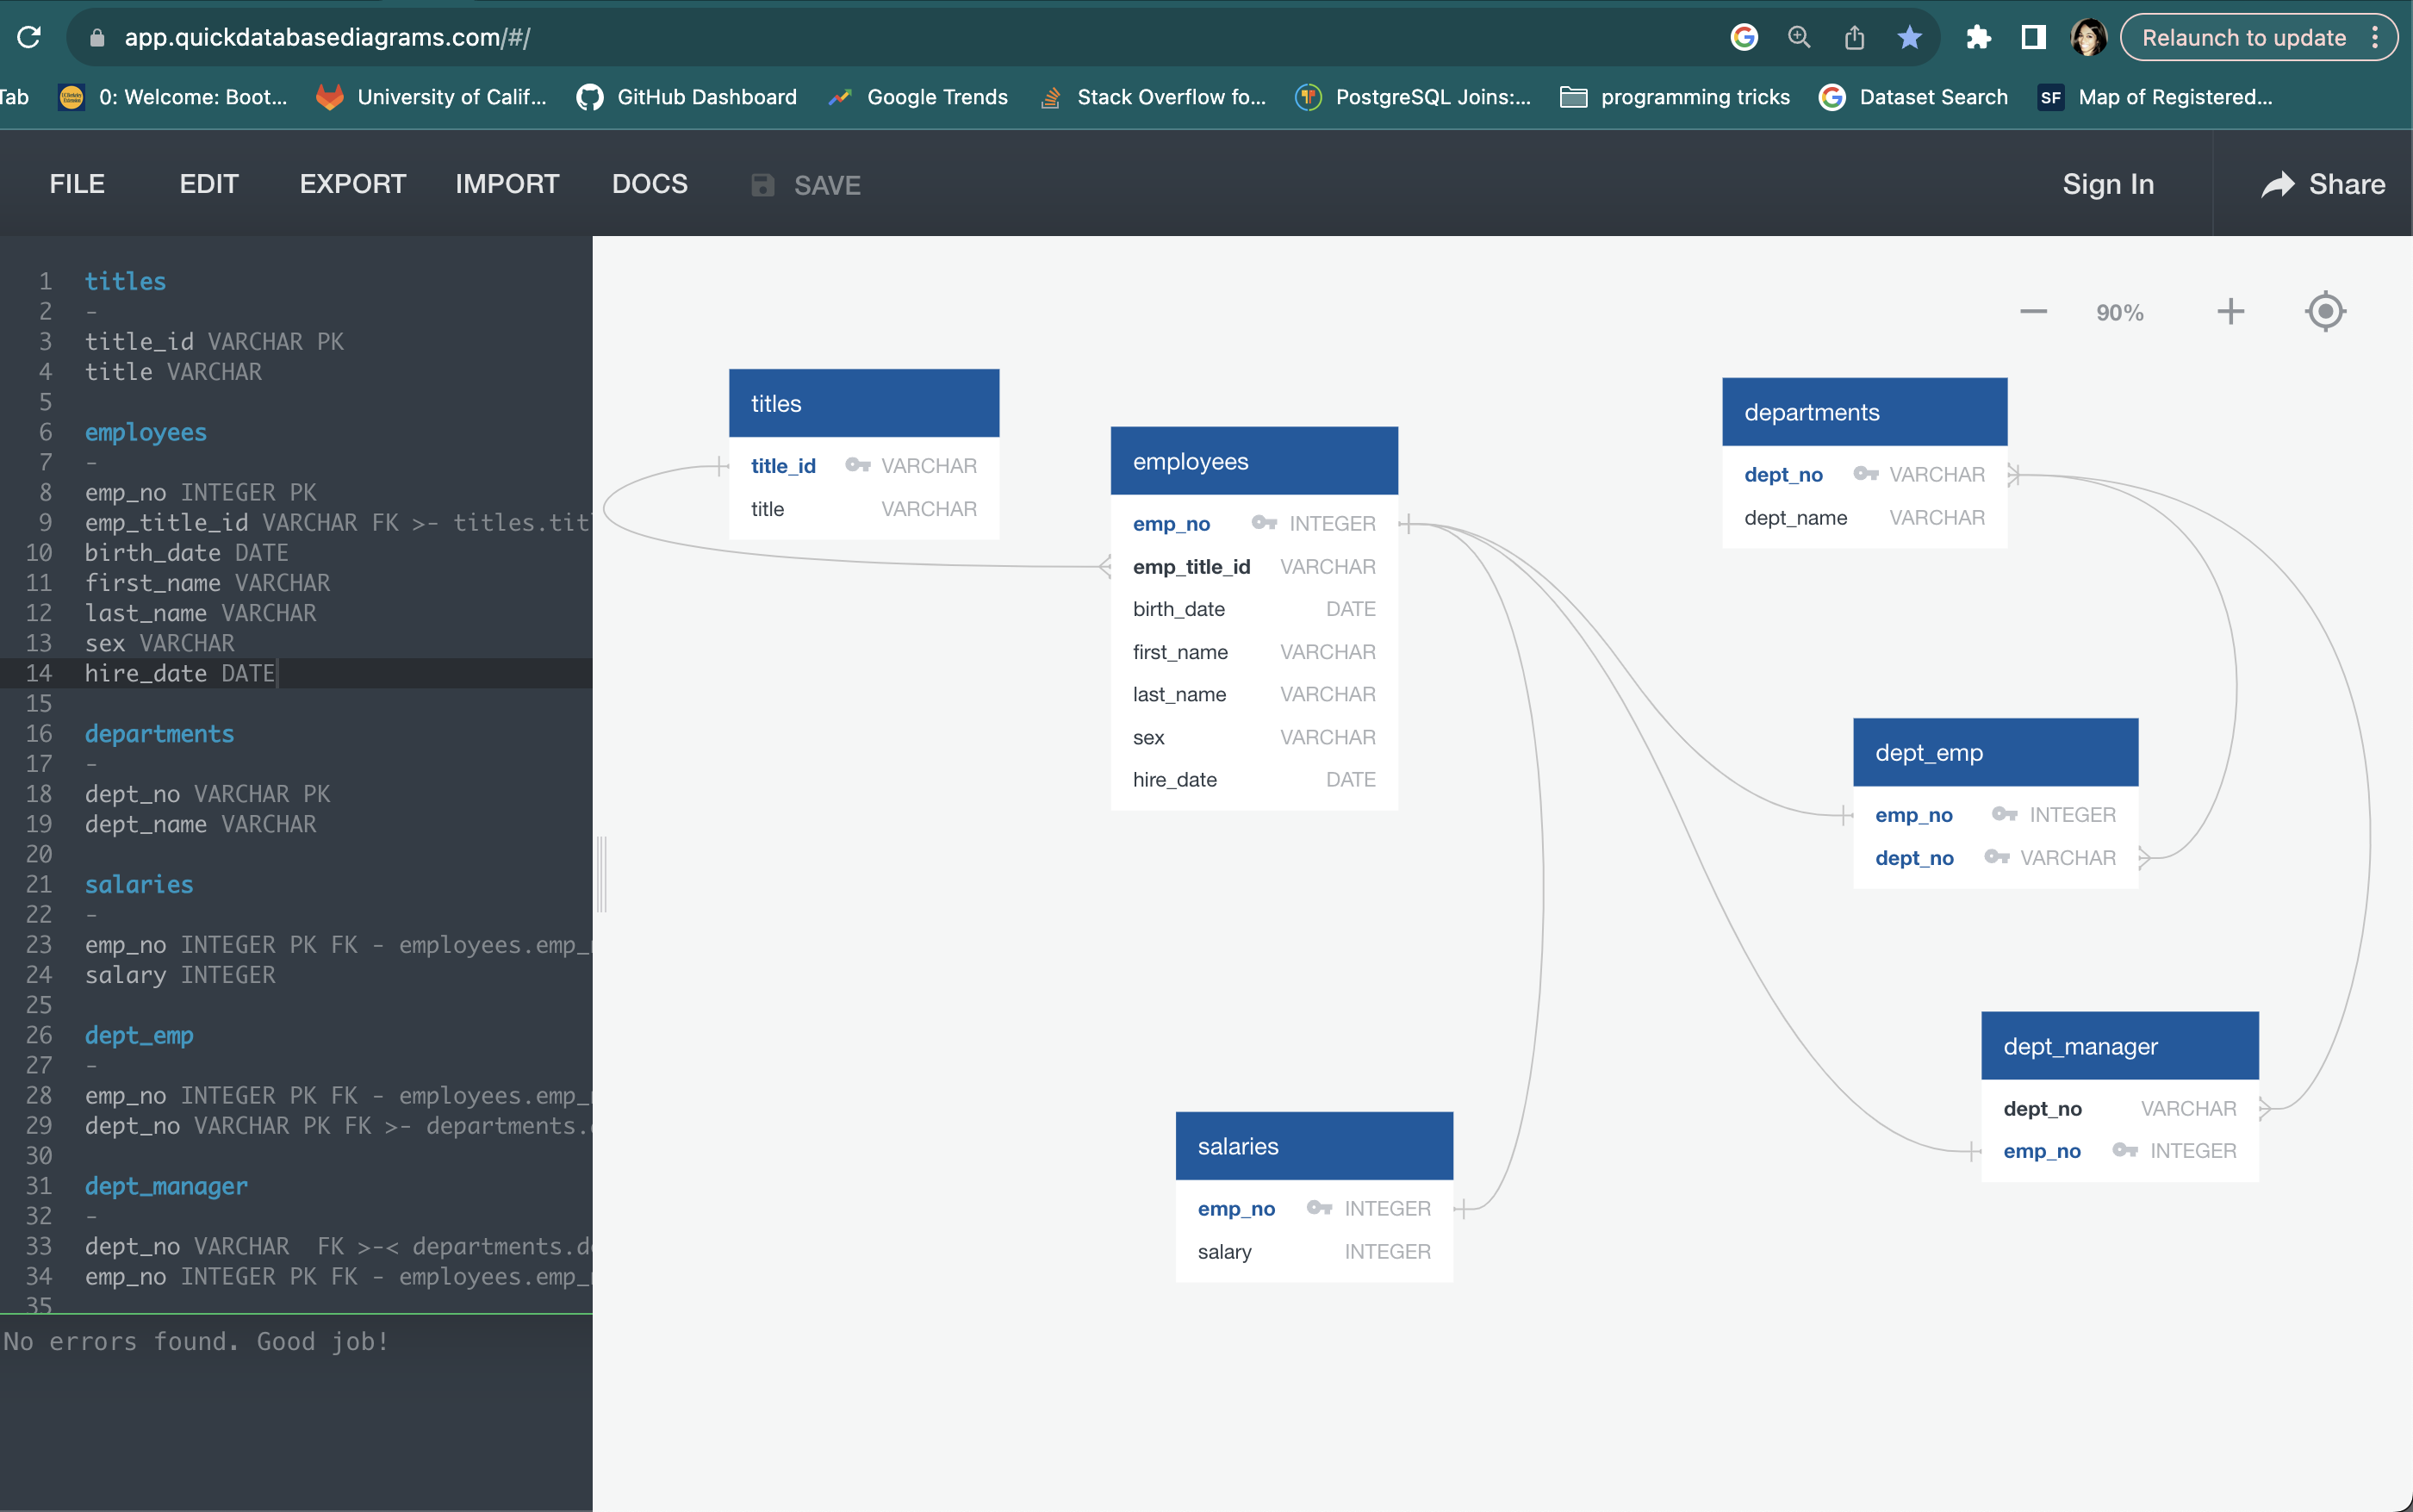 app.quickdatabasediagrams.com/#/
Relaunch to update
Tab
0: Welcome: Boot...
University of Calif...
GitHub Dashboard
Google Trends
Stack Overflow fo...
PostgreSQL Joins:...
programming tricks
Dataset Search
SF
Map of Registered...
FILE
EDIT
EXPORT
IMPORT
DOCS
SAVE
Sign In
Share
1 titles
2 -
3 title_id VARCHAR PK
4 title VARCHAR
5
6 employees
7 -
8 emp_no INTEGER PK
9 emp_title_id VARCHAR FK >- titles.tit
10 birth_date DATE
11 first_name VARCHAR
12 last_name VARCHAR
13 sex VARCHAR
14 hire_date DATE
15
16 departments
17 -
18 dept_no VARCHAR PK
19 dept_name VARCHAR
20
21 salaries
22 -
23 emp_no INTEGER PK FK - employees.emp_
24 salary INTEGER
25
26 dept_emp
27 -
28 emp_no INTEGER PK FK - employees.emp_
29 dept_no VARCHAR PK FK >- departments.
30
31 dept_manager
32 -
33 dept_no VARCHAR  FK >-< departments.d
34 emp_no INTEGER PK FK - employees.emp_
35
No errors found. Good job!
90%
titles
title_id VARCHAR
title VARCHAR
employees
emp_no INTEGER
emp_title_id VARCHAR
birth_date DATE
first_name VARCHAR
last_name VARCHAR
sex VARCHAR
hire_date DATE
departments
dept_no VARCHAR
dept_name VARCHAR
dept_emp
emp_no INTEGER
dept_no VARCHAR
dept_manager
dept_no VARCHAR
emp_no INTEGER
salaries
emp_no INTEGER
salary INTEGER